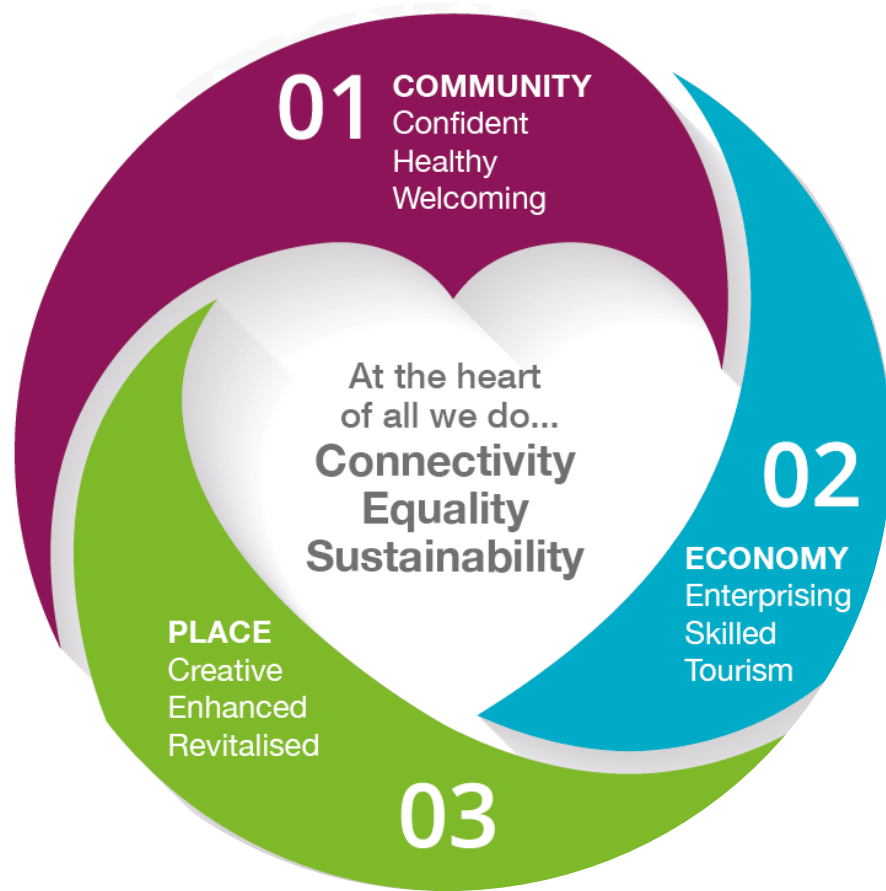 01
COMMUNITY
Confident
Healthy
Welcoming
At the heart
of all we do...
Connectivity
Equality
Sustainability
02
ECONOMY
Enterprising
Skilled
Tourism
PLACE
Creative
Enhanced
Revitalised
03